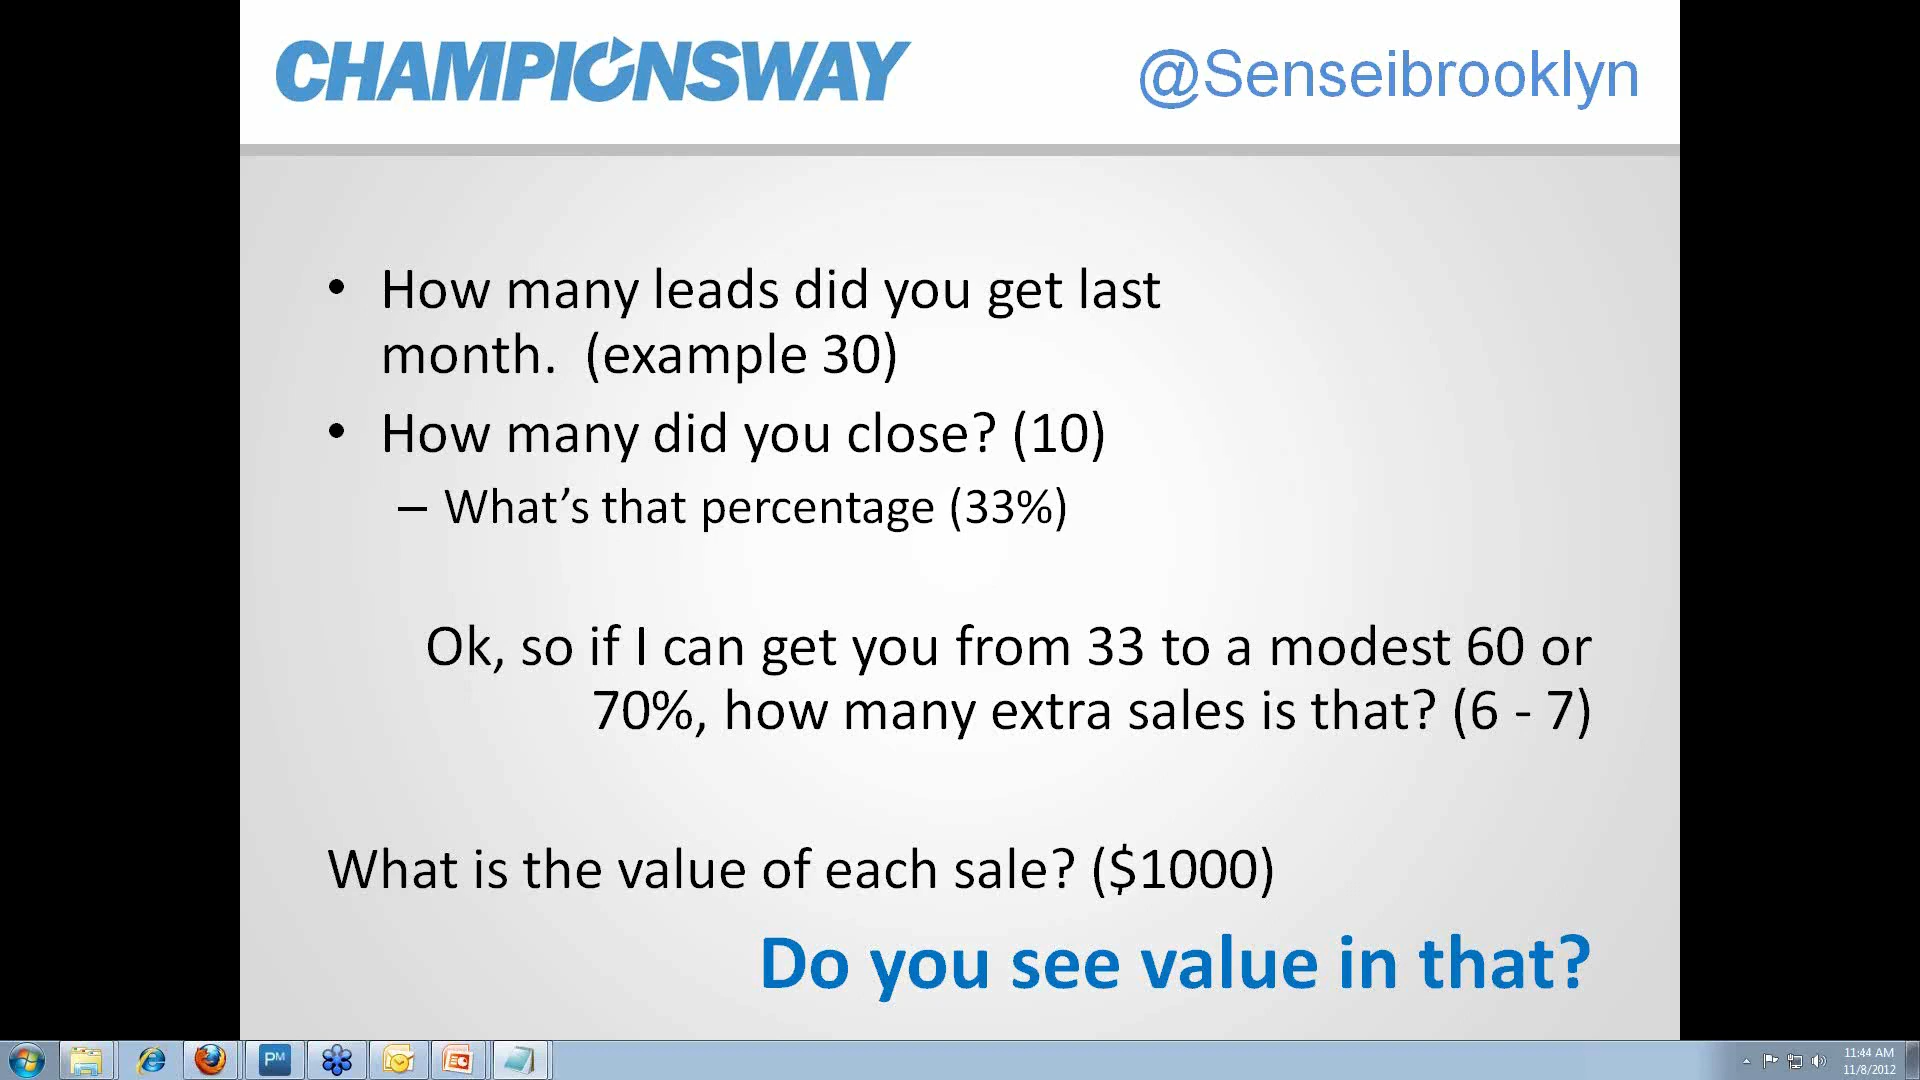 CHAMPIONSWAY
@Senseibrooklyn
• How many leads did you get last
month.  (example 30)
• How many did you close? (10)
– What’s that percentage (33%)
Ok, so if I can get you from 33 to a modest 60 or
70%, how many extra sales is that? (6 - 7)
What is the value of each sale? ($1000)
Do you see value in that?
PM
11:44 AM
11/8/2012